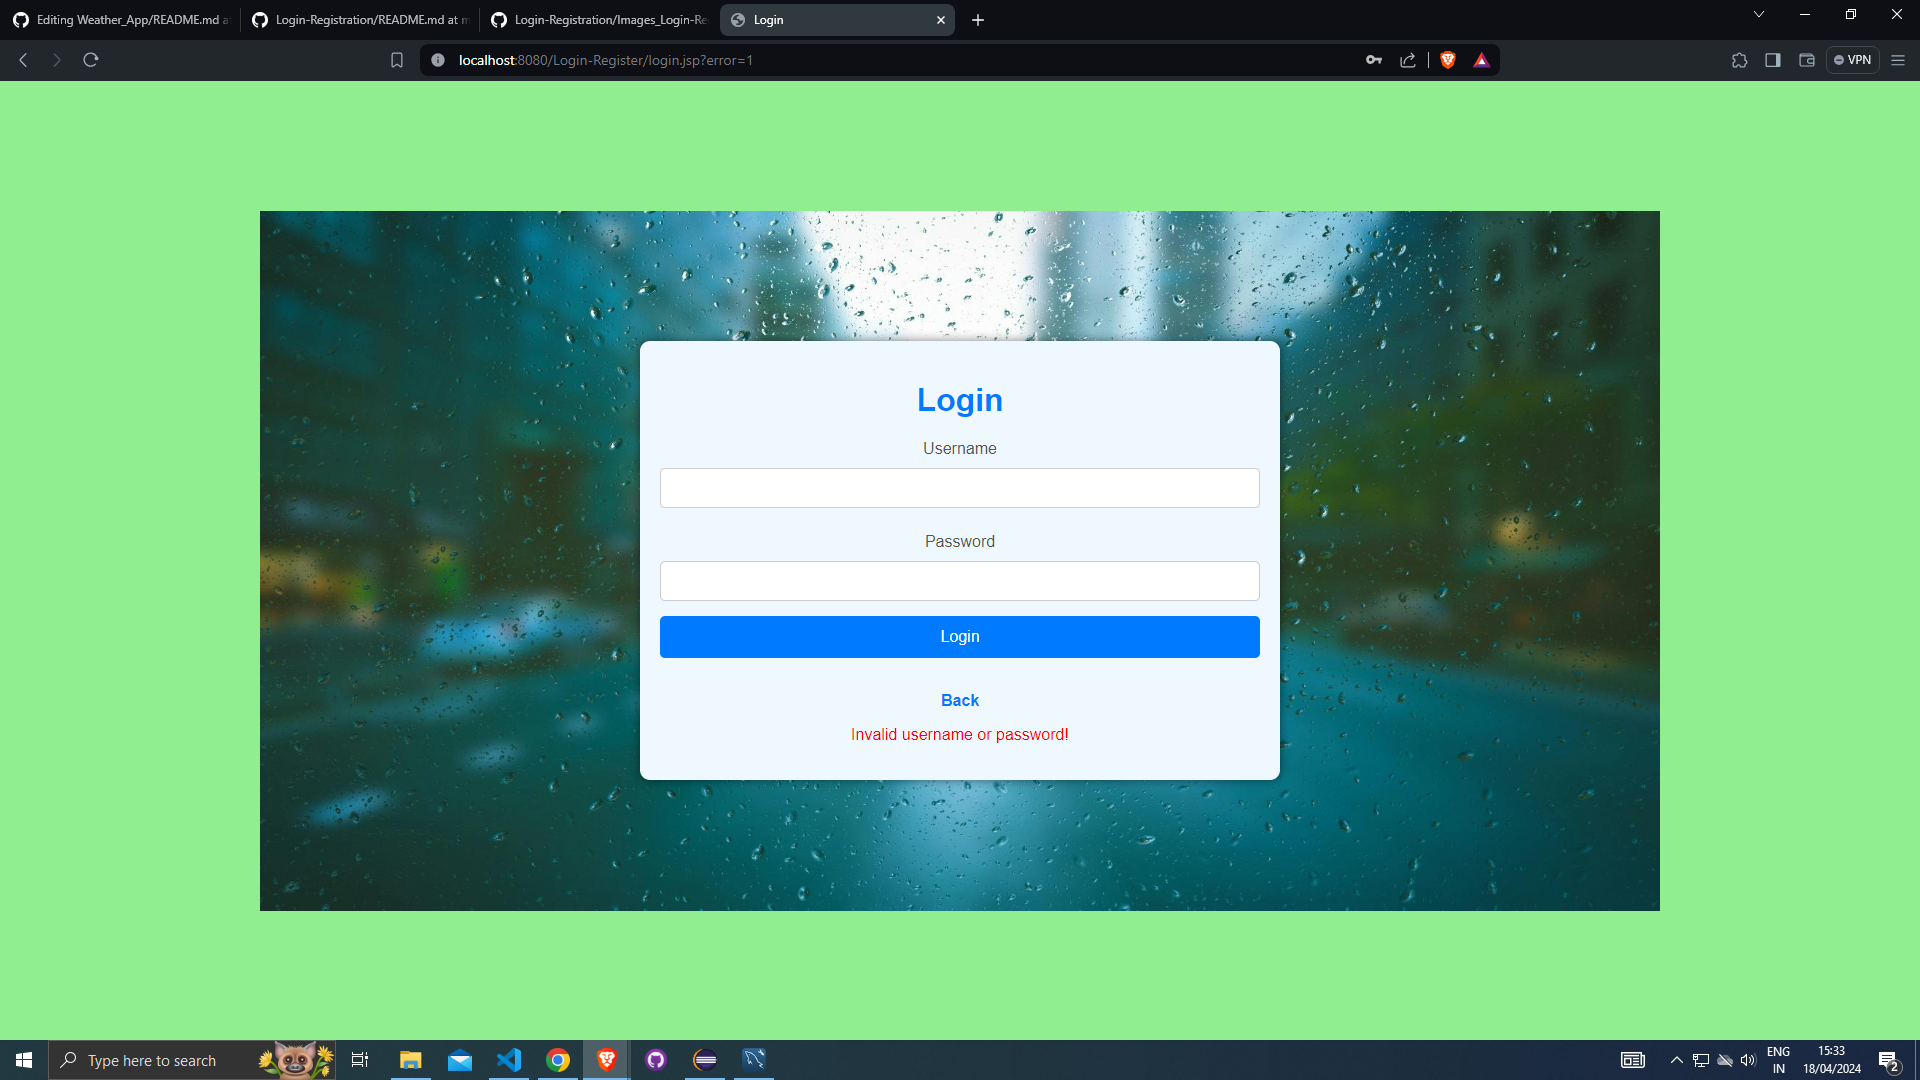 Editing Weather_App/README.md a
Login-Registration/README.md at m
Login-Registration/Images_Login-Re
Login
localhost:8080/Login-Register/login.jsp?error=1
VPN
Login
Username
Password
Login
Back
Invalid username or password!
Type here to search
ENG
IN
15:33
18/04/2024
2